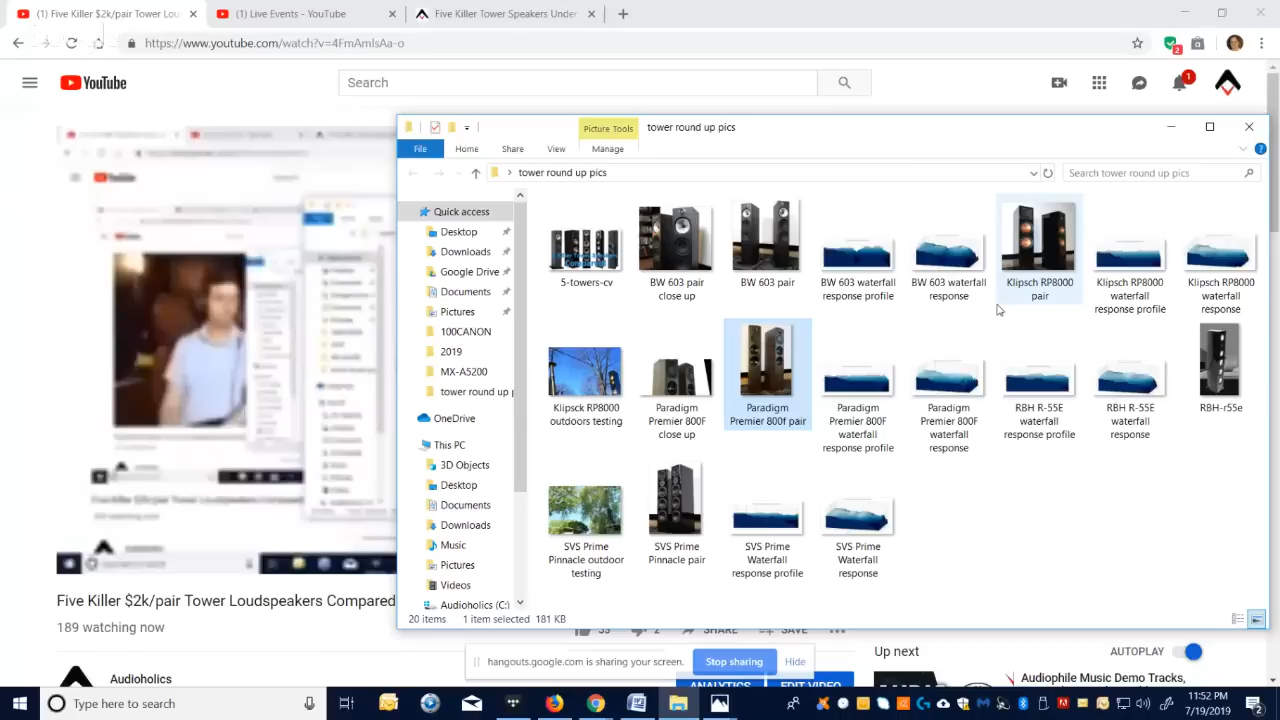 (1) Five Killer $2k/pair Tower Lou
(1) Live Events - YouTube
Five Killer Tower Speakers Under
https://www.youtube.com/watch?v=4FmAmlsAa-o
2
YouTube
Search
1
Picture Tools
tower round up pics
File
Home
Share
View
Manage
tower round up pics
Search tower round up pics
Quick access
Desktop
Downloads
Google Drive
Documents
Pictures
100CANON
2019
MX-A5200
tower round up p
OneDrive
This PC
3D Objects
Desktop
Documents
Downloads
Music
Pictures
Videos
Audioholics (C:)
5-towers-cv
BW 603 pair
close up
BW 603 pair
BW 603 waterfall
response profile
BW 603 waterfall
response
Klipsch RP8000
pair
Klipsch RP8000
waterfall
response profile
Klipsch RP8000
waterfall
response
Klipsck RP8000
outdoors testing
Paradigm
Premier 800F
close up
Paradigm
Premier 800f pair
Paradigm
Premier 800F
waterfall
response profile
Paradigm
Premier 800F
waterfall
response
RBH R-55E
waterfall
response profile
RBH R-55E
waterfall
response
RBH-r55e
SVS Prime
Pinnacle outdoor
testing
SVS Prime
Pinnacle pair
SVS Prime
Waterfall
response profile
SVS Prime
Waterfall
response
20 items
1 item selected
181 KB
Five Killer $2k/pair Tower Loudspeakers Compared
189 watching now
33
2
SHARE
SAVE
hangouts.google.com is sharing your screen.
Stop sharing
Hide
Up next
AUTOPLAY
Audioholics
ANALYTICS
EDIT VIDEO
Audiophile Music Demo Tracks,
Type here to search
11:52 PM
7/19/2019
2